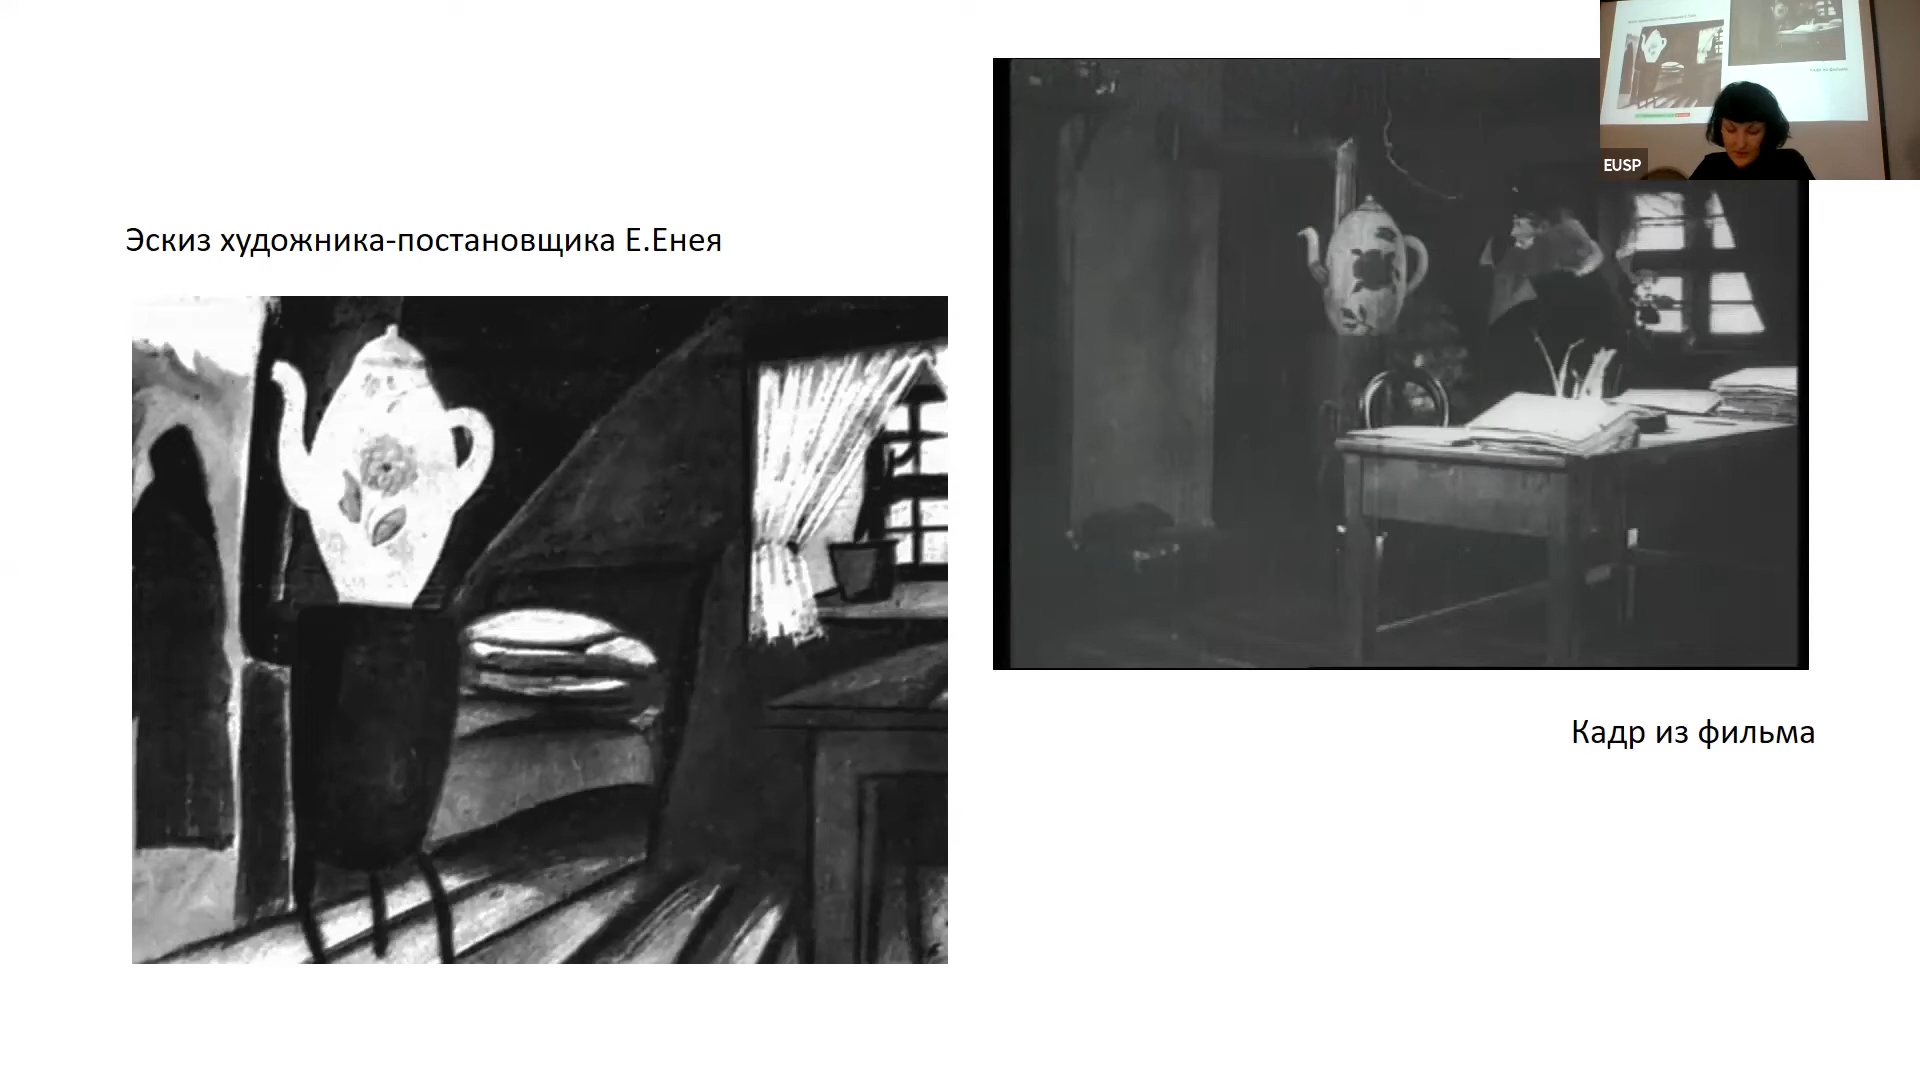 EUSP
Эскиз художника-постановщика Е.Енея
Кадр из фильма